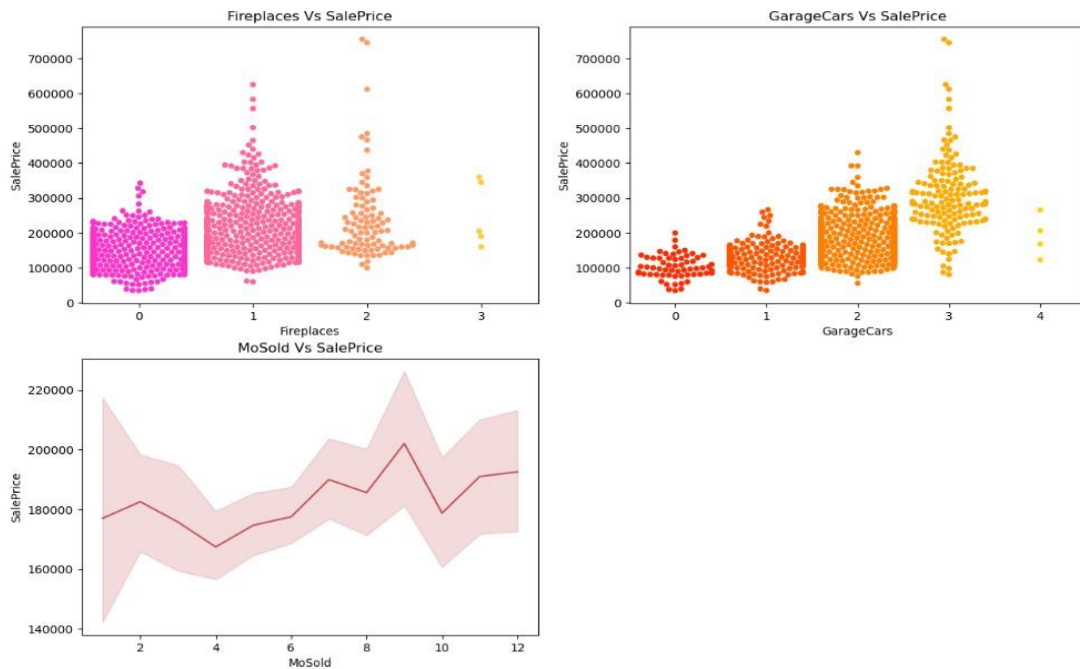 Fireplaces Vs SalePrice
SalePrice
700000
600000
500000
400000
300000
200000
100000
0
0 1 2 3
Fireplaces
GarageCars Vs SalePrice
SalePrice
700000
600000
500000
400000
300000
200000
100000
0
0 1 2 3 4
GarageCars
MoSold Vs SalePrice
SalePrice
220000
200000
180000
160000
140000
2 4 6 8 10 12
MoSold